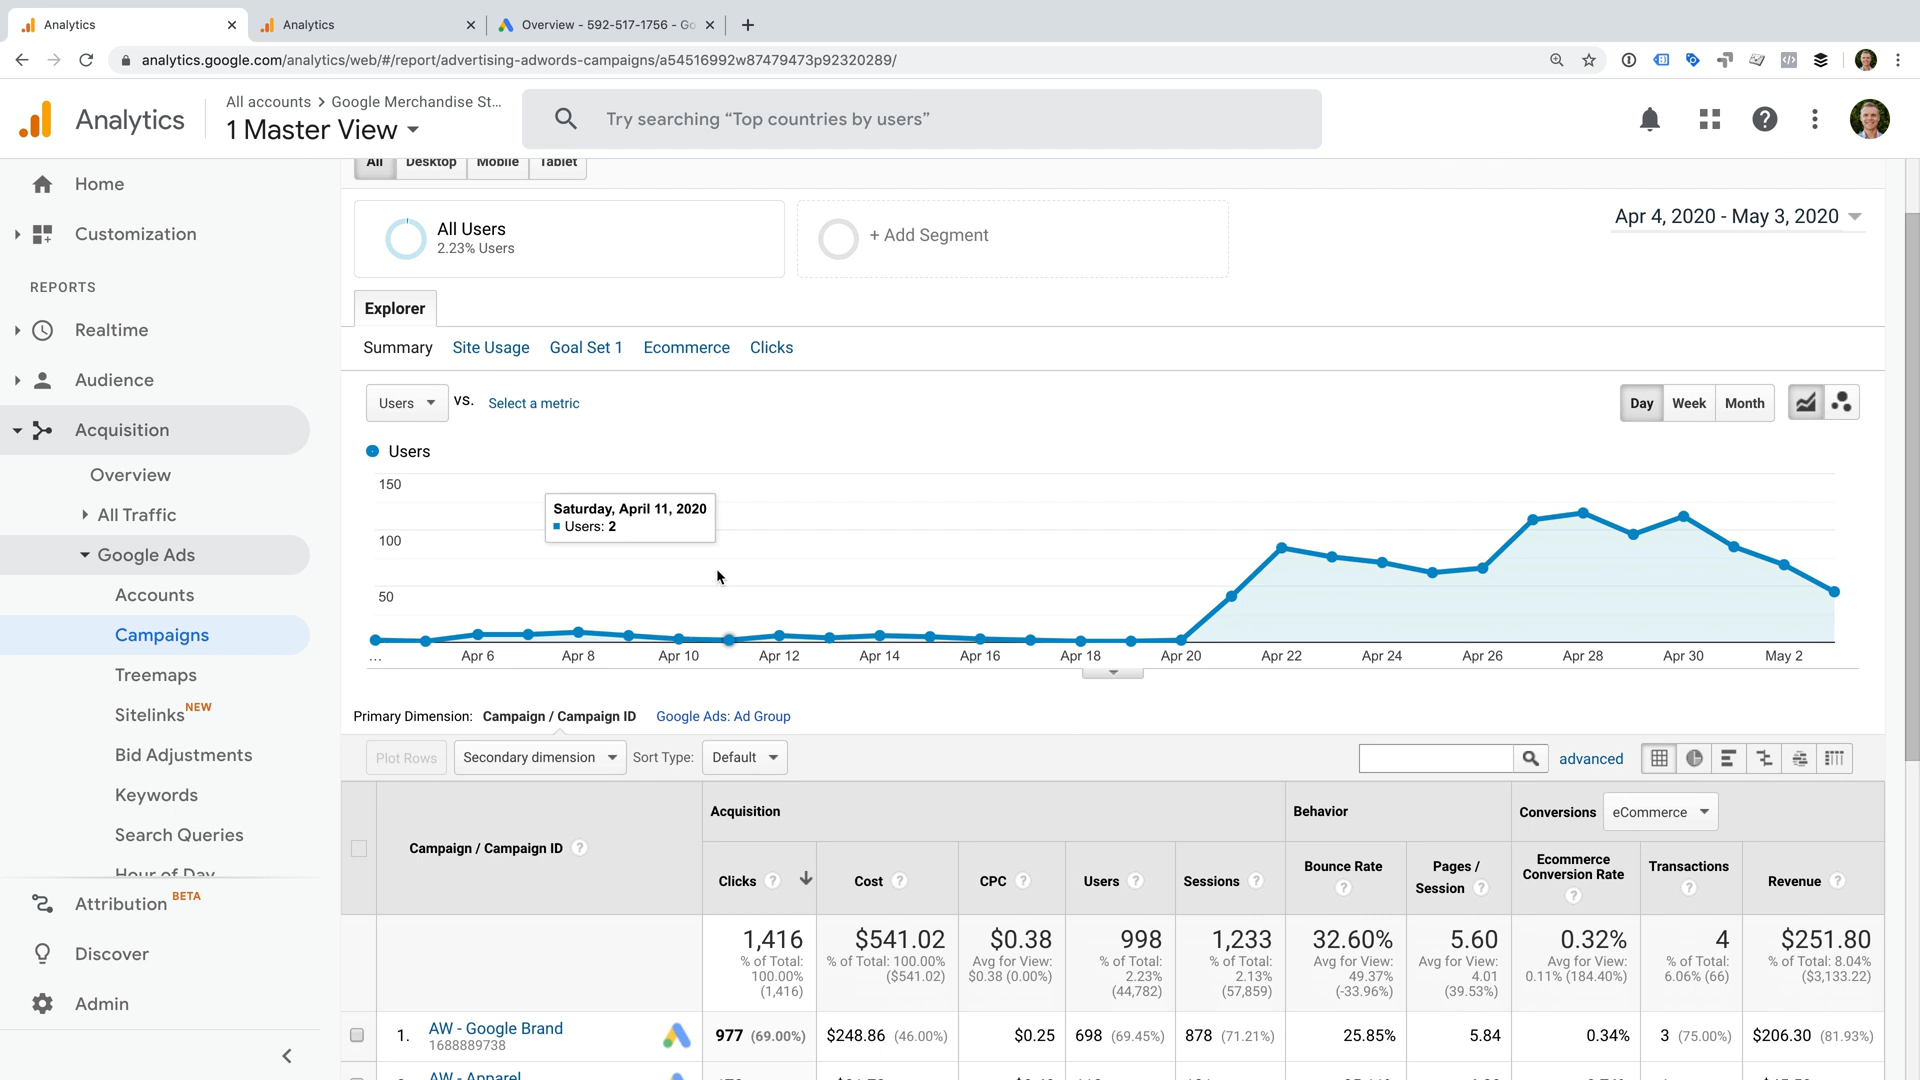 Analytics
Analytics
Overview - 592-517-1756 - Go
analytics.google.com/analytics/web/#/report/advertising-adwords-campaigns/a54516992w87479473p92320289/
Analytics
All accounts > Google Merchandise St...
1 Master View
Try searching “Top countries by users”
Home
Customization
REPORTS
Realtime
Audience
Acquisition
Overview
All Traffic
Google Ads
Accounts
Campaigns
Treemaps
Sitelinks NEW
Bid Adjustments
Keywords
Search Queries
Hour of Day
Attribution BETA
Discover
Admin
All Desktop Mobile Tablet
All Users
2.23% Users
+ Add Segment
Apr 4, 2020 - May 3, 2020
Explorer
Summary Site Usage Goal Set 1 Ecommerce Clicks
Users VS. Select a metric
Day Week Month
Users
150
100
50
Saturday, April 11, 2020
Users: 2
... Apr 6 Apr 8 Apr 10 Apr 12 Apr 14 Apr 16 Apr 18 Apr 20 Apr 22 Apr 24 Apr 26 Apr 28 Apr 30 May 2
Primary Dimension: Campaign / Campaign ID Google Ads: Ad Group
Plot Rows Secondary dimension Sort Type: Default advanced
Acquisition Behavior Conversions eCommerce
Campaign / Campaign ID ?
Clicks ? Cost ? CPC ? Users ? Sessions ? Bounce Rate ? Pages / Session ? Ecommerce Conversion Rate ? Transactions ? Revenue ?
1,416 $541.02 $0.38 998 1,233 32.60% 5.60 0.32% 4 $251.80
% of Total: % of Total: 100.00% Avg for View: % of Total: % of Total: Avg for View: Avg for View: Avg for View: % of Total: % of Total: 8.04%
100.00% ($541.02) $0.38 (0.00%) 2.23% 2.13% 49.37% 4.01 0.11% (184.40%) 6.06% (66) ($3,133.22)
(1,416) (44,782) (57,859) (-33.96%) (39.53%)
1. AW - Google Brand 977 (69.00%) $248.86 (46.00%) $0.25 698 (69.45%) 878 (71.21%) 25.85% 5.84 0.34% 3 (75.00%) $206.30 (81.93%)
1688889738
AW - Apparel